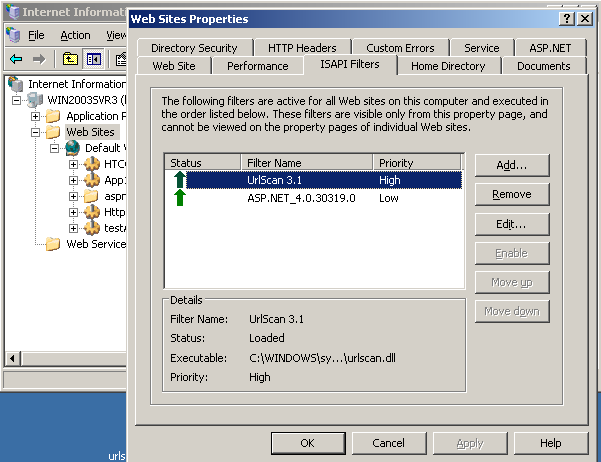 Internet Informa
Web Sites Properties
File Action Vie
Internet Information
WIN2003SVR3 (
Application P
Web Sites
Default
HTC
App
aspr
Http
testA
Web Service
Directory Security HTTP Headers Custom Errors Service ASP.NET
Web Site Performance ISAPI Filters Home Directory Documents
The following filters are active for all Web sites on this computer and executed in
the order listed below. These filters are visible only from this property page, and
cannot be viewed on the property pages of individual Web sites.
Status Filter Name Priority
UrlScan 3.1 High
ASP.NET_4.0.30319.0 Low
Add...
Remove
Edit...
Enable
Move up
Move down
Details
Filter Name: UrlScan 3.1
Status: Loaded
Executable: C:\WINDOWS\sy...\urlscan.dll
Priority: High
OK Cancel Apply Help
urls